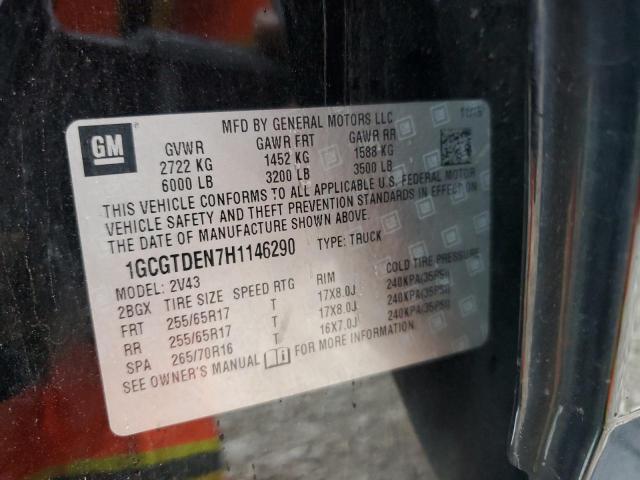 GM
MFD BY GENERAL MOTORS LLC
GVWR GAWR FRT GAWR RR
2722 KG 1452 KG 1588 KG
6000 LB 3200 LB 3500 LB
THIS VEHICLE CONFORMS TO ALL APPLICABLE U.S. FEDERAL MOTOR
VEHICLE SAFETY AND THEFT PREVENTION STANDARDS IN EFFECT ON
THE DATE OF MANUFACTURE SHOWN ABOVE.
1GCGTDEN7H1146290 TYPE: TRUCK
MODEL: 2V43
2BGX TIRE SIZE SPEED RTG RIM COLD TIRE PRESSURE
FRT 255/65R17 T 17X8.0J 240KPA(35PSI)
RR 255/65R17 T 17X8.0J 240KPA(35PSI)
SPA 265/70R16 T 16X7.0J 240KPA(35PSI)
SEE OWNER'S MANUAL FOR MORE INFORMATION.